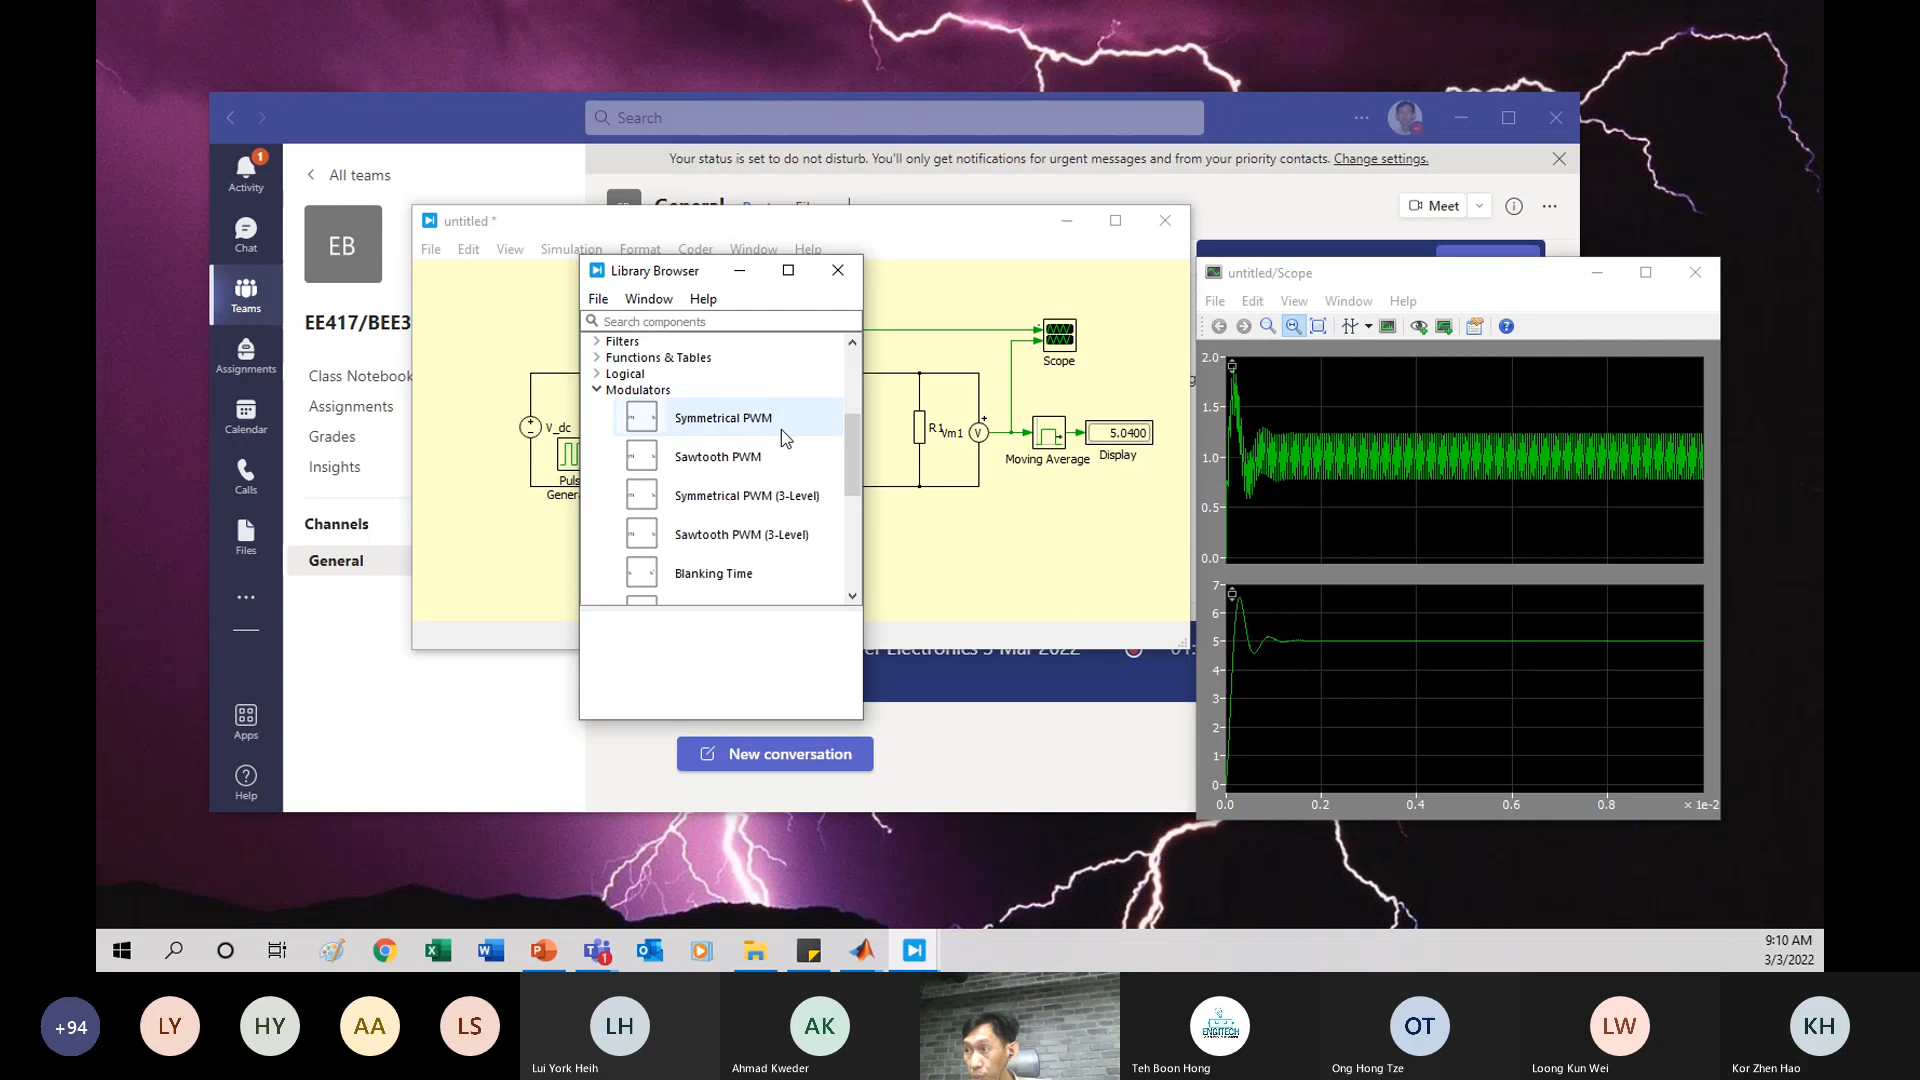 Search
Your status is set to do not disturb. You'll only get notifications for urgent messages and from your priority contacts. Change settings.
1
Activity
Chat
Teams
Assignments
Calendar
Calls
Files
Apps
Help
All teams
EB
EE417/BEE3
Class Notebook
Assignments
Grades
Insights
Channels
General
General
Meet
New conversation
untitled *
File Edit View Simulation Format Coder Window Help
V_dc
Scope
R1
Vm1
V
Moving Average
5.0400
Display
Library Browser
File Window Help
Search components
Filters
Functions & Tables
Logical
Modulators
Symmetrical PWM
Sawtooth PWM
Symmetrical PWM (3-Level)
Sawtooth PWM (3-Level)
Blanking Time
Electronics 3 Mar 2022
untitled/Scope
File Edit View Window Help
2.0
1.5
1.0
0.5
0.0
7
6
5
4
3
2
1
0
0.0 0.2 0.4 0.6 0.8 × 1e-2
1
9:10 AM
3/3/2022
+94
LY
HY
AA
LS
LH
Lui York Heih
AK
Ahmad Kweder
ENGITECH
Teh Boon Hong
OT
Ong Hong Tze
LW
Loong Kun Wei
KH
Kor Zhen Hao